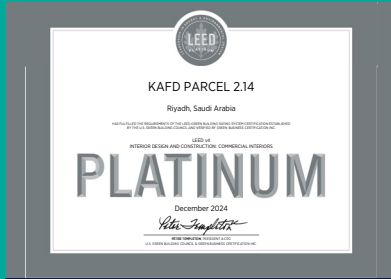 LEED
PLATINUM
KAFD PARCEL 2.14
Riyadh, Saudi Arabia
HAS FULFILLED THE REQUIREMENTS OF THE LEED GREEN BUILDING RATING SYSTEM CERTIFICATION ESTABLISHED
BY THE U.S. GREEN BUILDING COUNCIL AND VERIFIED BY GREEN BUSINESS CERTIFICATION INC.
LEED v4
INTERIOR DESIGN AND CONSTRUCTION: COMMERCIAL INTERIORS
PLATINUM
December 2024
Peter Templeton
PETER TEMPLETON, PRESIDENT & CEO
U.S. GREEN BUILDING COUNCIL & GREEN BUSINESS CERTIFICATION INC.